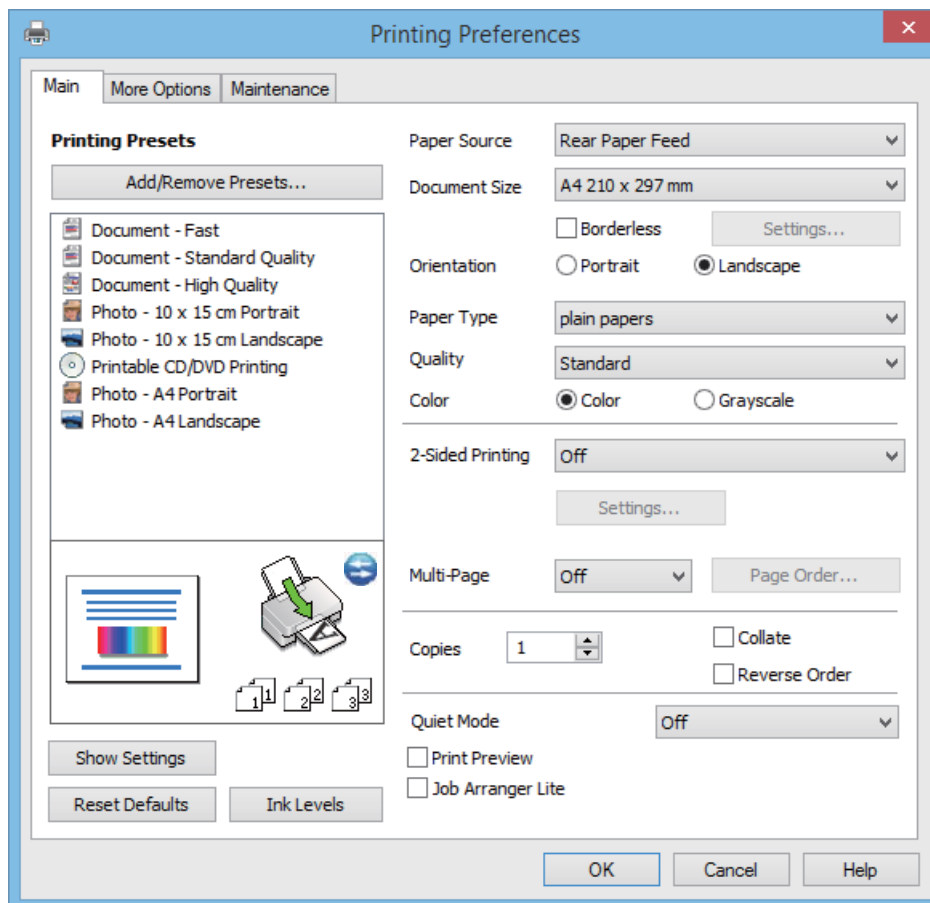 Printing Preferences
Main
More Options
Maintenance
Printing Presets
Add/Remove Presets...
Document - Fast
Document - Standard Quality
Document - High Quality
Photo - 10 x 15 cm Portrait
Photo - 10 x 15 cm Landscape
Printable CD/DVD Printing
Photo - A4 Portrait
Photo - A4 Landscape
1 1 2 2 3 3
Show Settings
Reset Defaults
Ink Levels
Paper Source
Rear Paper Feed
Document Size
A4 210 x 297 mm
Borderless
Settings...
Orientation
Portrait
Landscape
Paper Type
plain papers
Quality
Standard
Color
Color
Grayscale
2-Sided Printing
Off
Settings...
Multi-Page
Off
Page Order...
Copies
1
Collate
Reverse Order
Quiet Mode
Off
Print Preview
Job Arranger Lite
OK
Cancel
Help